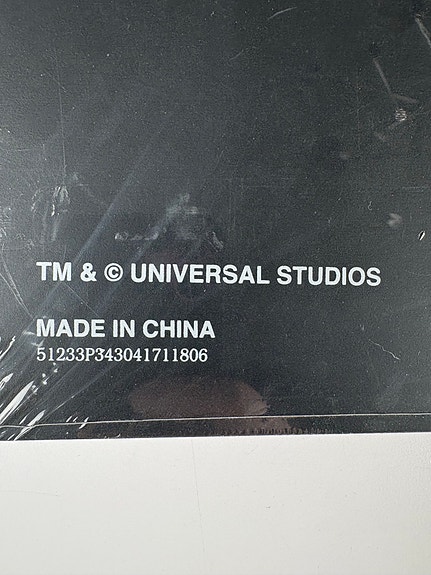 TM & © UNIVERSAL STUDIOS
MADE IN CHINA
51233P343041711806